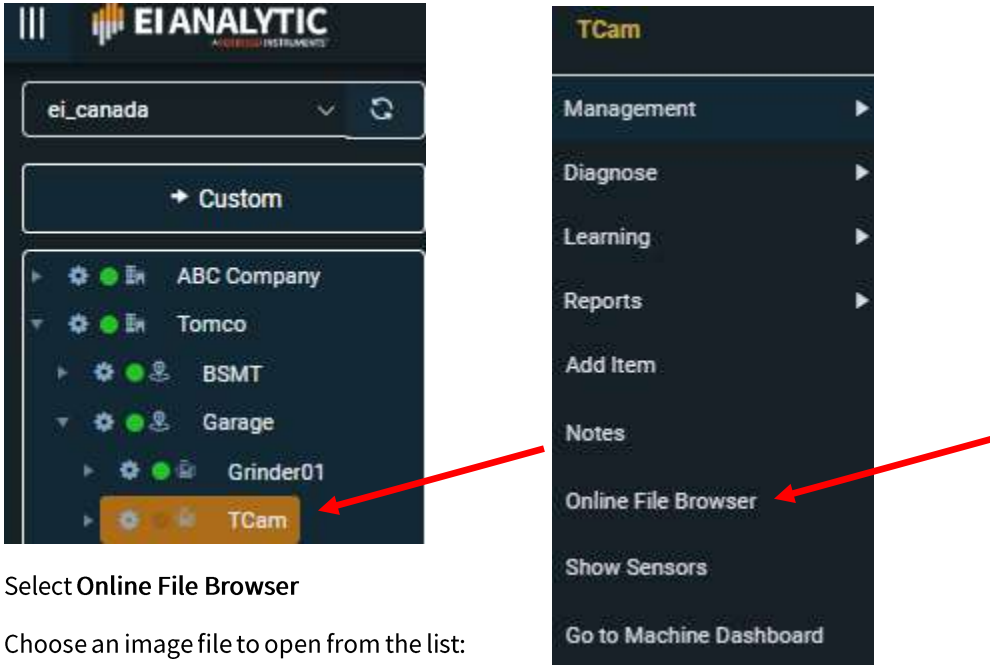 EI ANALYTIC
ei_canada
Custom
ABC Company
Tomco
BSMT
Garage
Grinder01
TCam
Select Online File Browser
Choose an image file to open from the list:
TCam
Management
Diagnose
Learning
Reports
Add Item
Notes
Online File Browser
Show Sensors
Go to Machine Dashboard